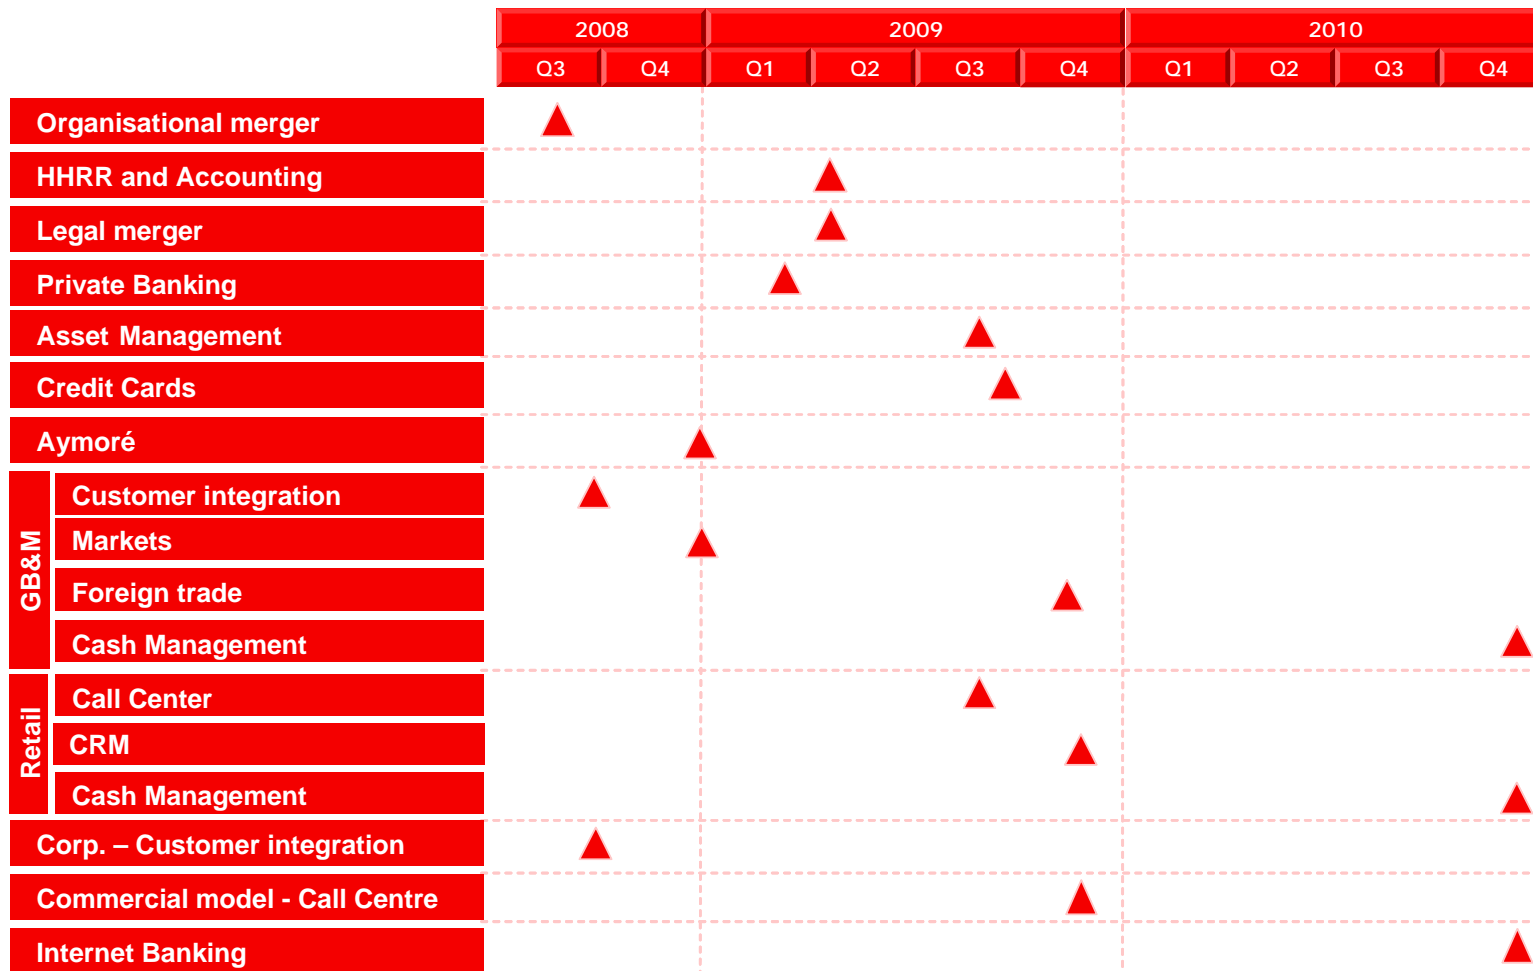 2008 2009 2010
Q3 Q4 Q1 Q2 Q3 Q4 Q1 Q2 Q3 Q4
Organisational merger
HHRR and Accounting
Legal merger
Private Banking
Asset Management
Credit Cards
Aymoré
GB&M
Customer integration
Markets
Foreign trade
Cash Management
Retail
Call Center
CRM
Cash Management
Corp. – Customer integration
Commercial model - Call Centre
Internet Banking